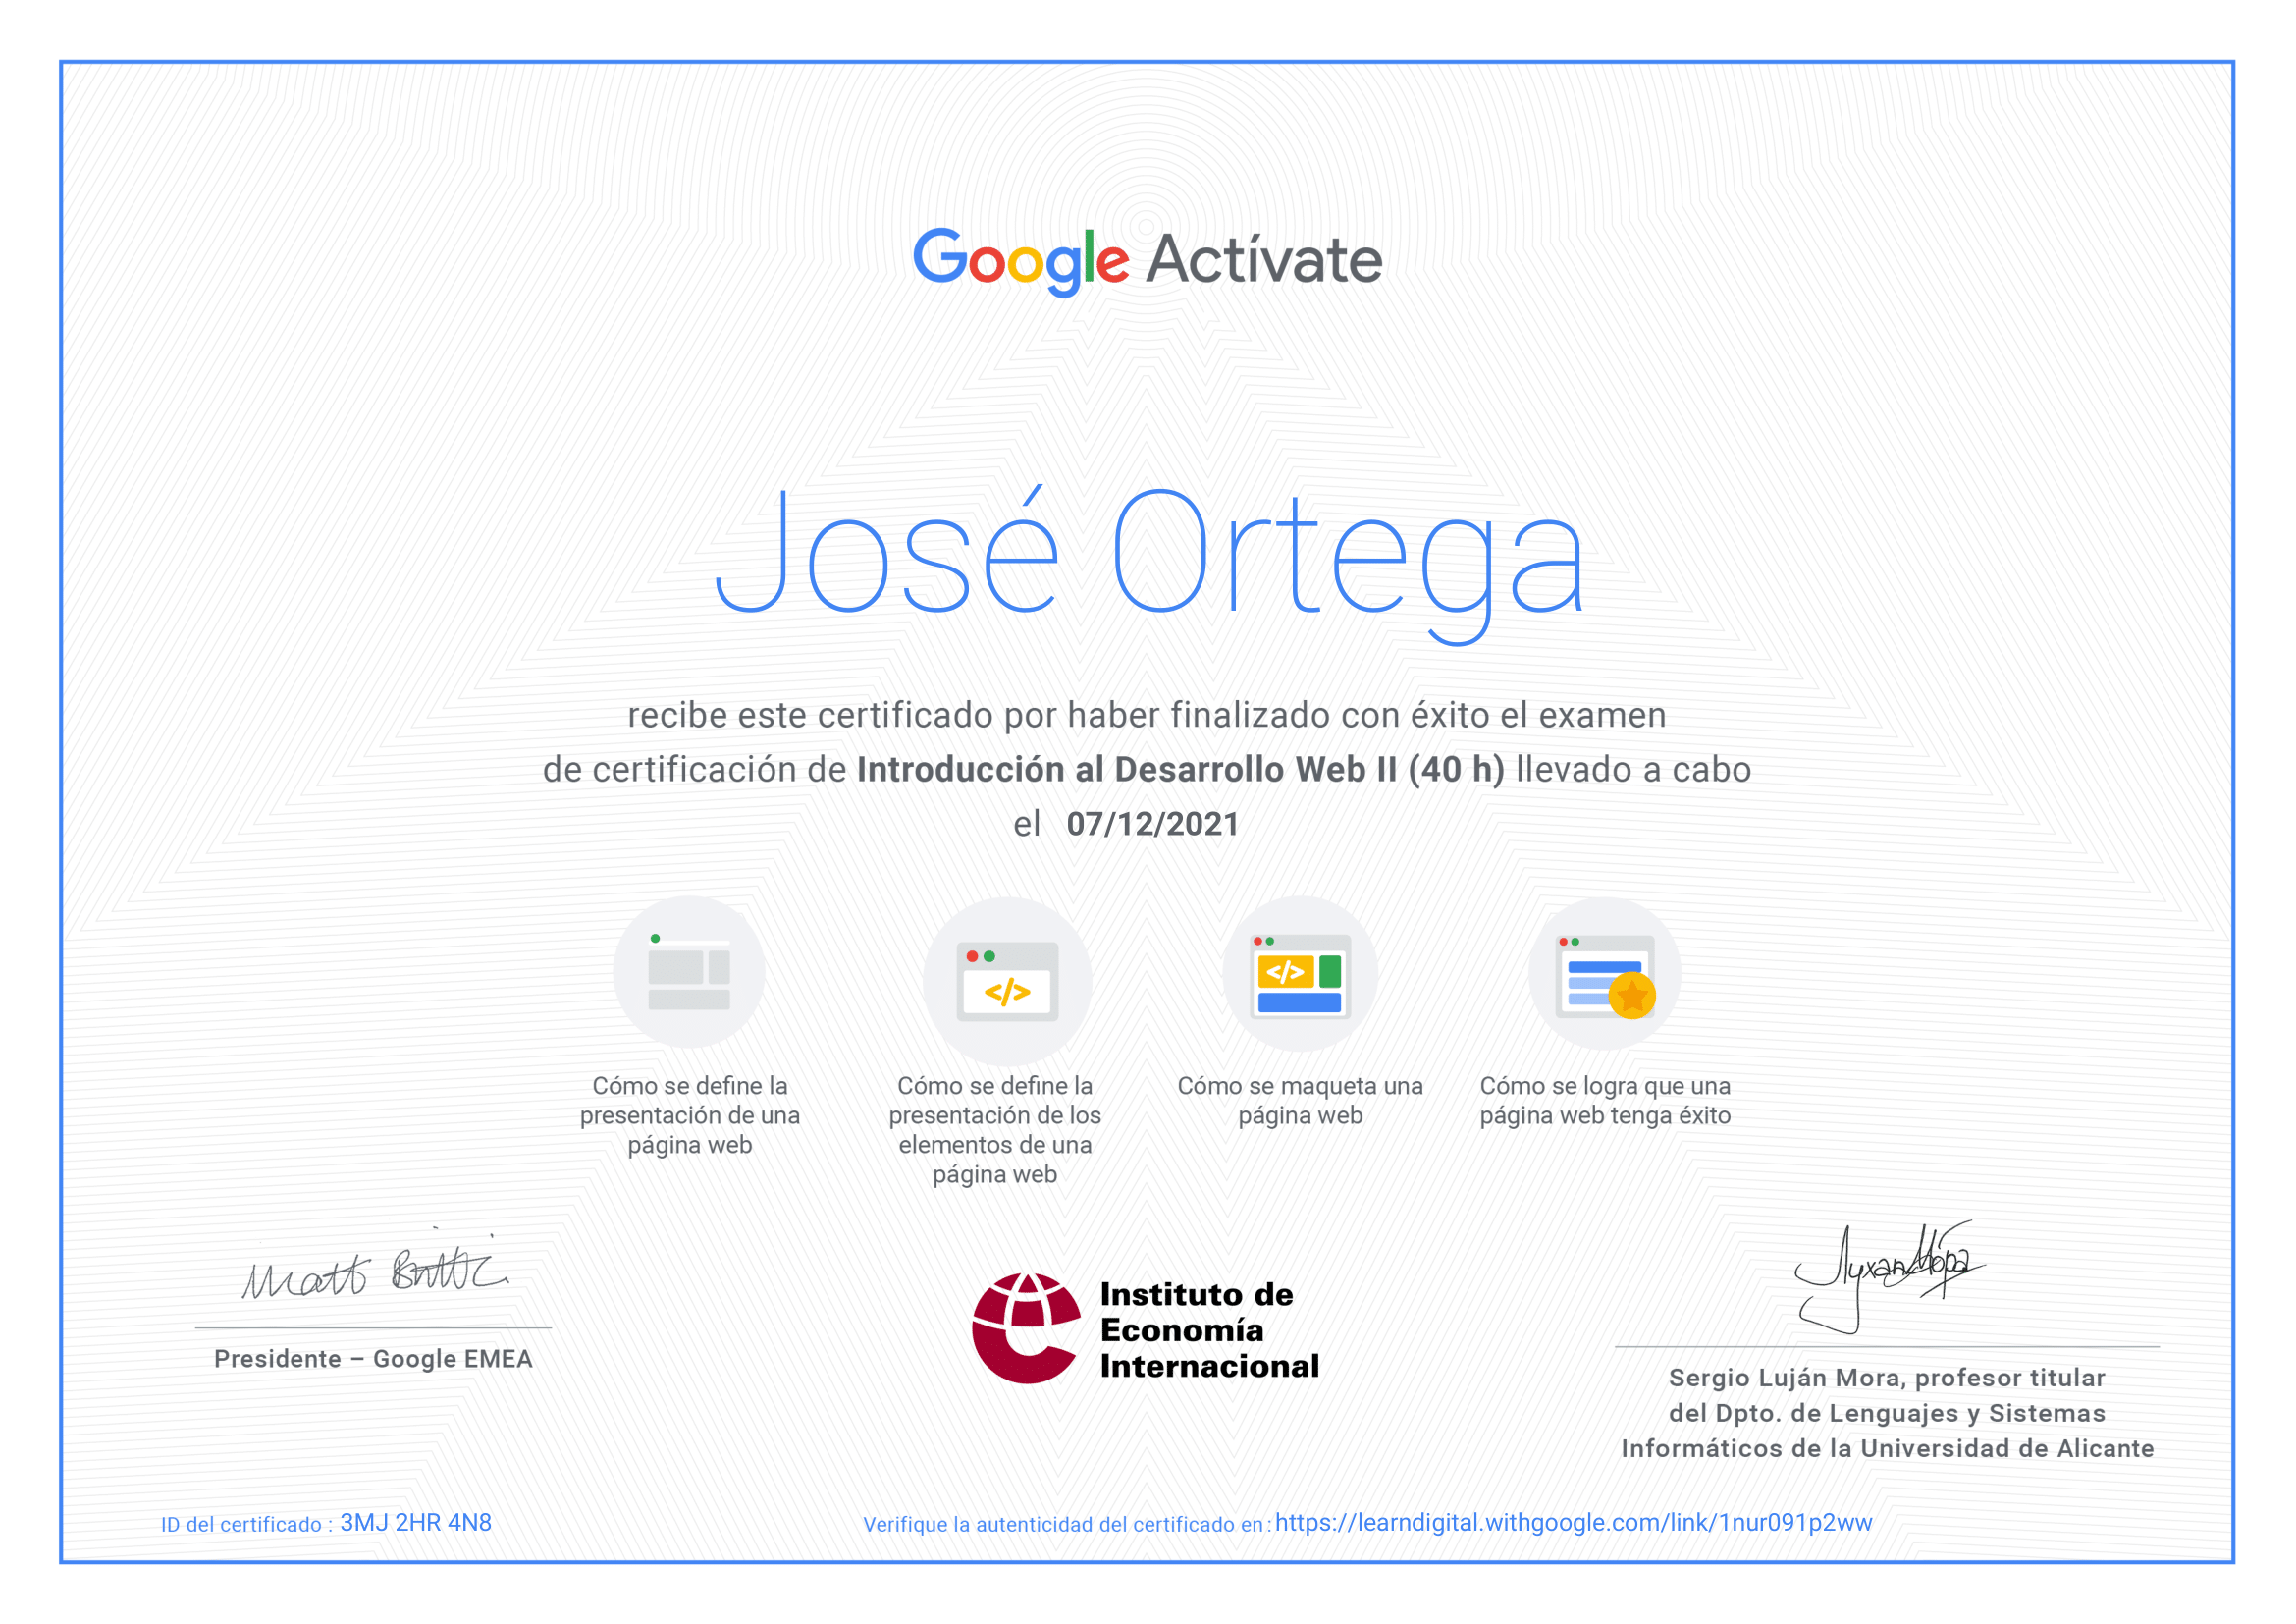 Google Actívate
José Ortega
recibe este certificado por haber finalizado con éxito el examen
de certificación de Introducción al Desarrollo Web II (40 h) llevado a cabo
el 07/12/2021
</>
</>
Cómo se define la
presentación de una
página web
Cómo se define la
presentación de los
elementos de una
página web
Cómo se maqueta una
página web
Cómo se logra que una
página web tenga éxito
Matt Brittin
Presidente – Google EMEA
Instituto de
Economía
Internacional
Sergio Luján Mora, profesor titular
del Dpto. de Lenguajes y Sistemas
Informáticos de la Universidad de Alicante
ID del certificado : 3MJ 2HR 4N8
Verifique la autenticidad del certificado en: https://learndigital.withgoogle.com/link/1nur091p2ww